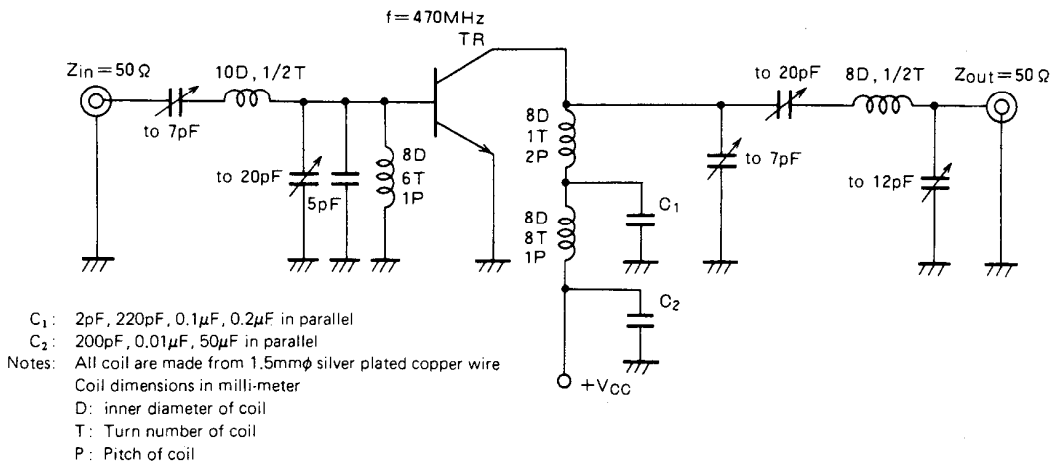 f=470MHz
TR
Zin=50Ω
10D, 1/2T
to 7pF
to 20pF
5pF
8D
6T
1P
8D
1T
2P
8D
8T
1P
C₁
C₂
+VCC
to 20pF
8D, 1/2T
Zout=50Ω
to 7pF
to 12pF
C₁: 2pF, 220pF, 0.1μF, 0.2μF in parallel
C₂: 200pF, 0.01μF, 50μF in parallel
Notes: All coil are made from 1.5mmφ silver plated copper wire
Coil dimensions in milli-meter
D: inner diameter of coil
T: Turn number of coil
P: Pitch of coil